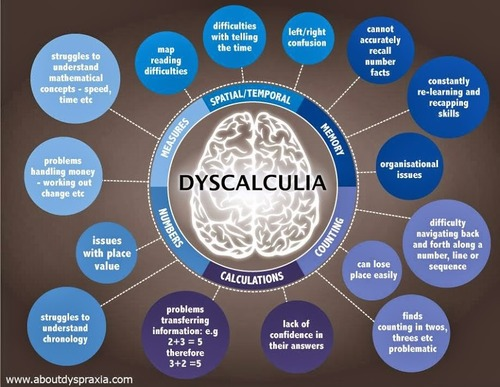 struggles to
understand
mathematical
concepts - speed,
time etc
map
reading
difficulties
difficulties
with telling
the time
left/right
confusion
cannot
accurately
recall
number
facts
constantly
re-learning and
recapping
skills
organisational
issues
difficulty
navigating back
and forth along a
number, line or
sequence
can lose
place easily
finds
counting in twos,
threes etc
problematic
lack of
confidence in
their answers
problems
transferring
information: e.g
2+3 = 5
therefore
3+2 =5
struggles to
understand
chronology
issues
with place
value
problems
handling money
- working out
change etc
MEASURES
SPATIAL/TEMPORAL
MEMORY
COUNTING
CALCULATIONS
NUMBERS
DYSCALCULIA
www.aboutdyspraxia.com